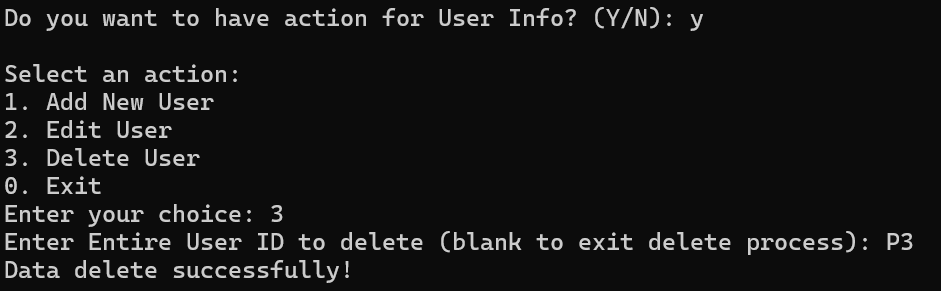 Do you want to have action for User Info? (Y/N): y
Select an action:
1. Add New User
2. Edit User
3. Delete User
0. Exit
Enter your choice: 3
Enter Entire User ID to delete (blank to exit delete process): P3
Data delete successfully!